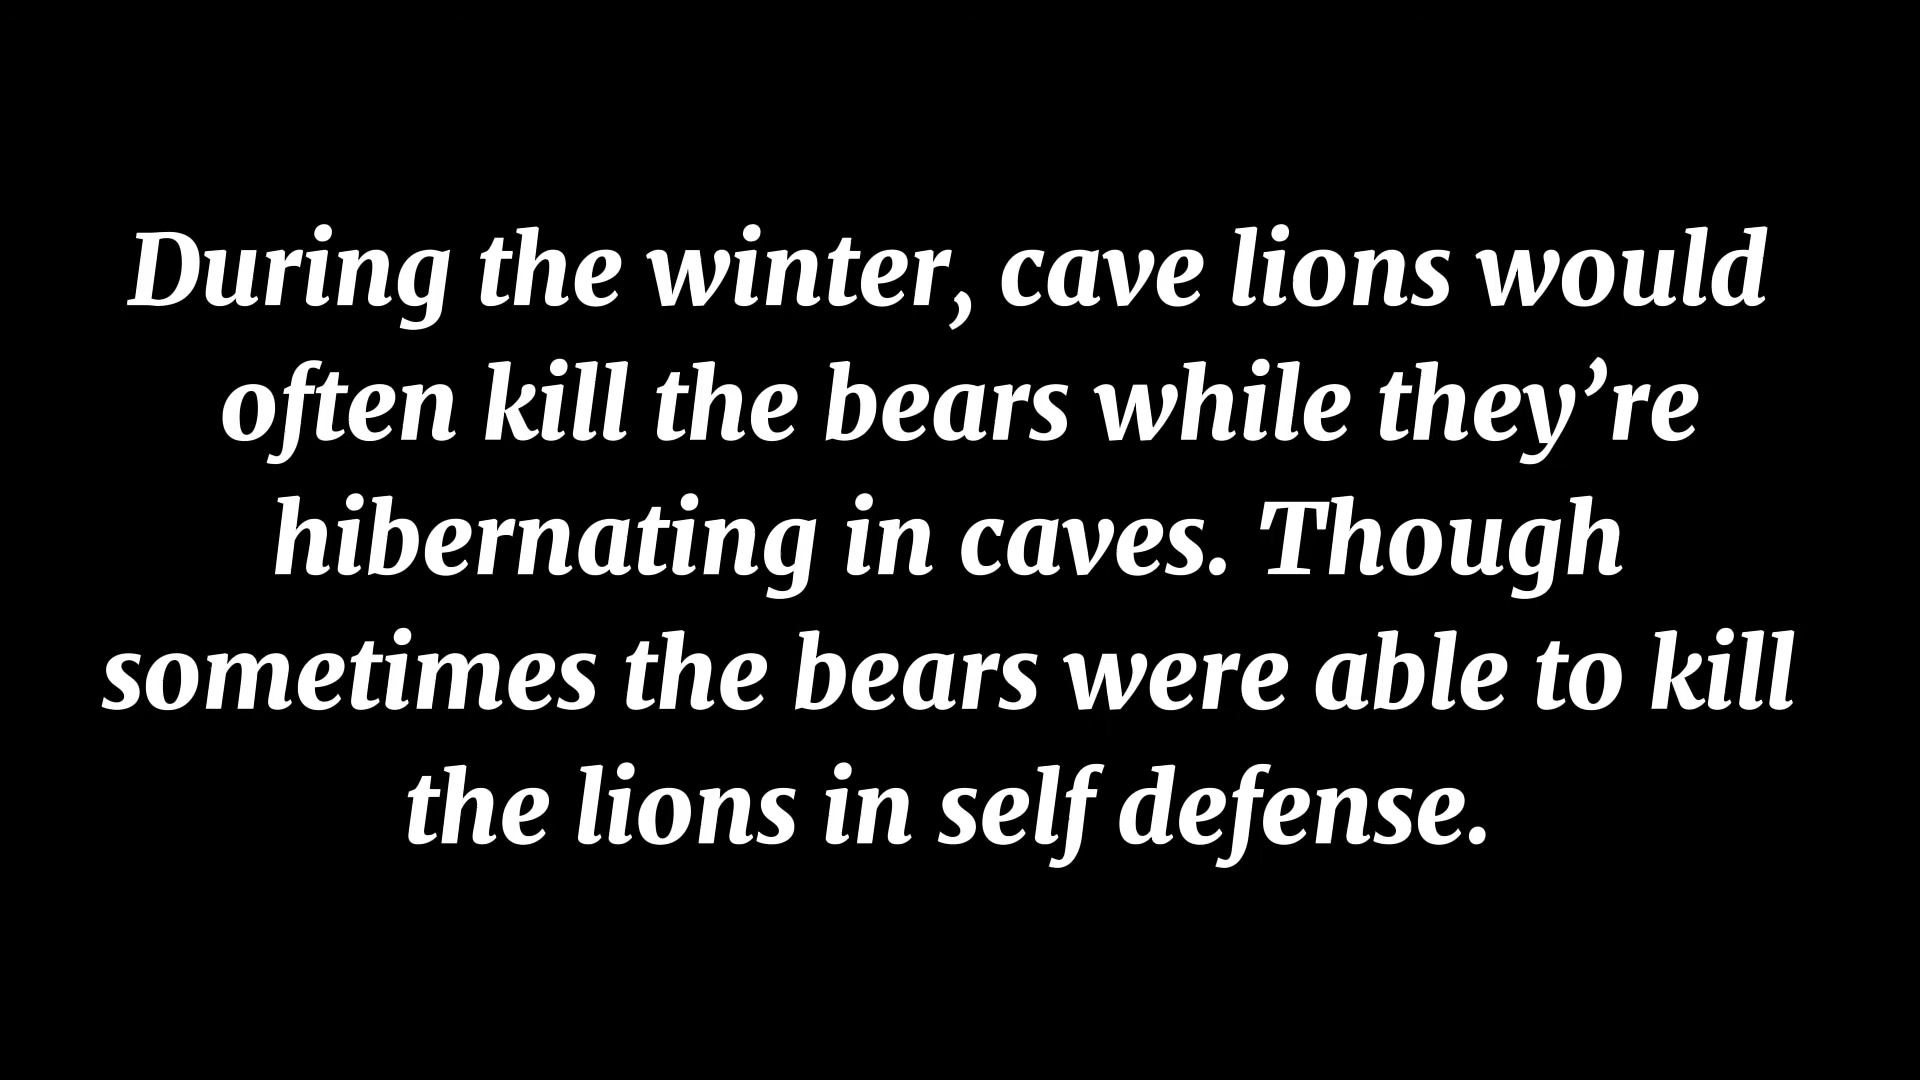 During the winter, cave lions would
often kill the bears while they’re
hibernating in caves. Though
sometimes the bears were able to kill
the lions in self defense.